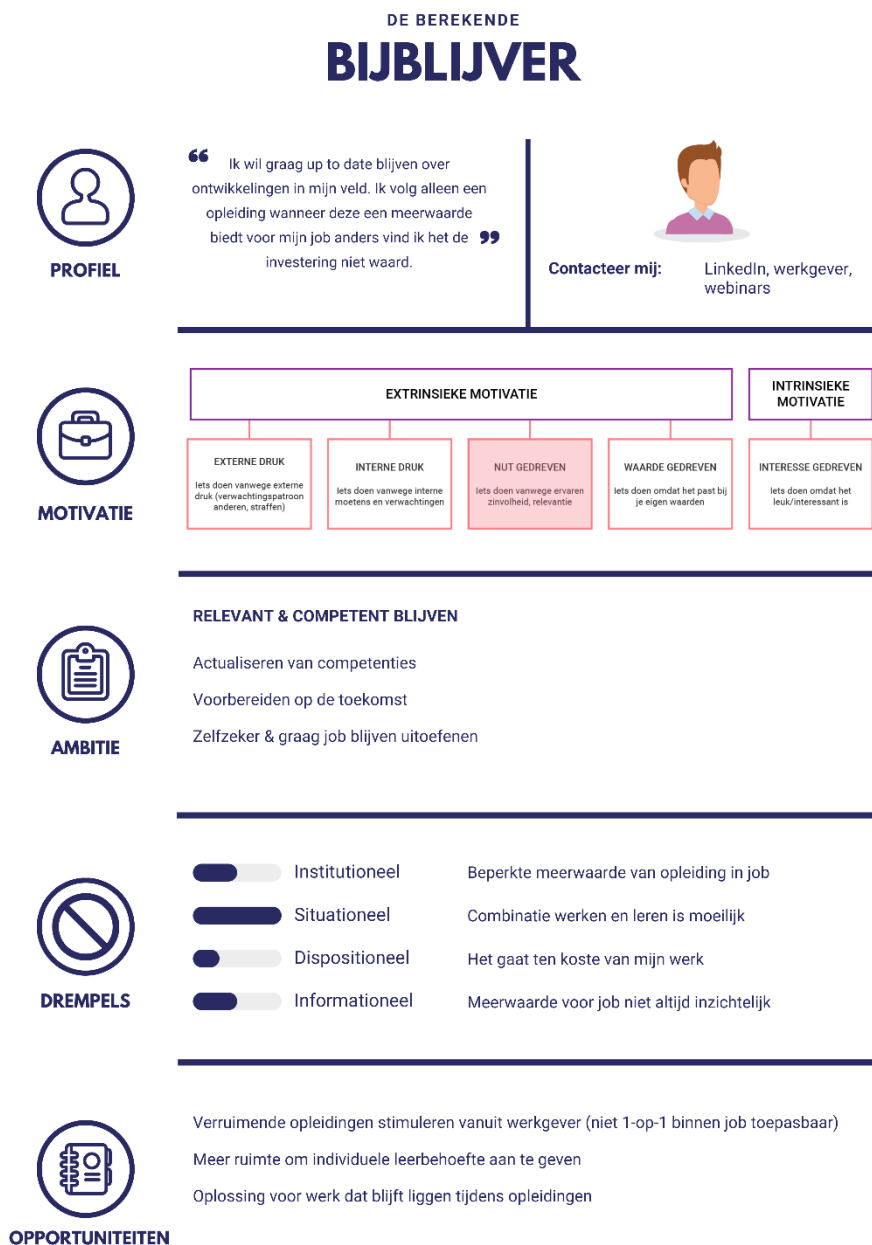 DE BEREKENDE
BIJBLIJVER
PROFIEL
“ Ik wil graag up to date blijven over
ontwikkelingen in mijn veld. Ik volg alleen een
opleiding wanneer deze een meerwaarde
biedt voor mijn job anders vind ik het de ”
investering niet waard.
Contacteer mij:
LinkedIn, werkgever,
webinars
MOTIVATIE
EXTRINSIEKE MOTIVATIE
INTRINSIEKE
MOTIVATIE
EXTERNE DRUK
Iets doen vanwege externe
druk (verwachtingspatroon
anderen, straffen)
INTERNE DRUK
Iets doen vanwege interne
moetens en verwachtingen
NUT GEDREVEN
Iets doen vanwege ervaren
zinvolheid, relevantie
WAARDE GEDREVEN
Iets doen omdat het past bij
je eigen waarden
INTERESSE GEDREVEN
Iets doen omdat het
leuk/interessant is
AMBITIE
RELEVANT & COMPETENT BLIJVEN
Actualiseren van competenties
Voorbereiden op de toekomst
Zelfzeker & graag job blijven uitoefenen
DREMPELS
Institutioneel Beperkte meerwaarde van opleiding in job
Situationeel Combinatie werken en leren is moeilijk
Dispositioneel Het gaat ten koste van mijn werk
Informationeel Meerwaarde voor job niet altijd inzichtelijk
OPPORTUNITEITEN
Verruimende opleidingen stimuleren vanuit werkgever (niet 1-op-1 binnen job toepasbaar)
Meer ruimte om individuele leerbehoefte aan te geven
Oplossing voor werk dat blijft liggen tijdens opleidingen